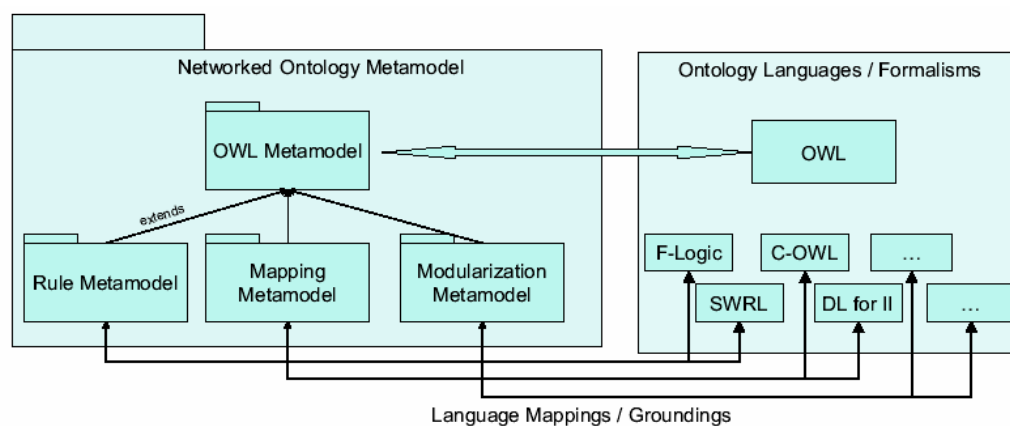 Networked Ontology Metamodel
OWL Metamodel
extends
Rule Metamodel
Mapping
Metamodel
Modularization
Metamodel
Ontology Languages / Formalisms
OWL
F-Logic
C-OWL
...
SWRL
DL for II
...
Language Mappings / Groundings